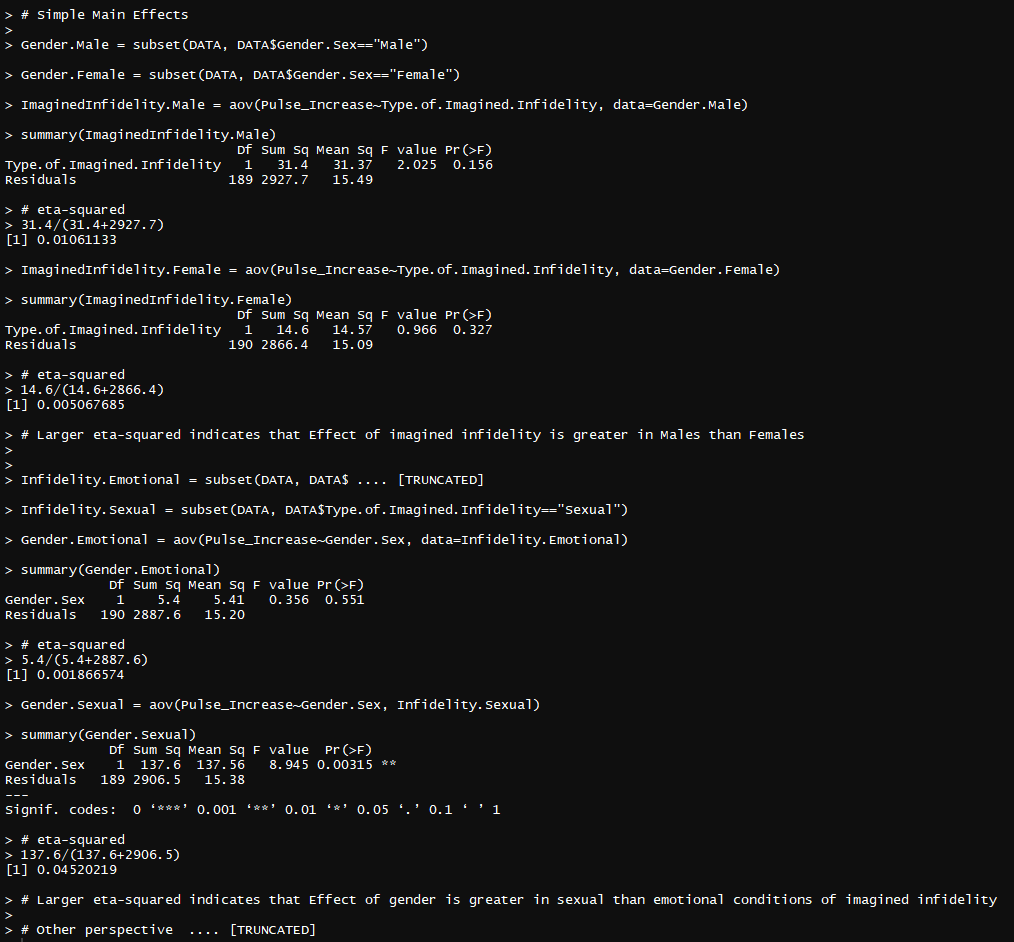 > # Simple Main Effects
>
> Gender.Male = subset(DATA, DATA$Gender.Sex=="Male")
> Gender.Female = subset(DATA, DATA$Gender.Sex=="Female")
> ImaginedInfidelity.Male = aov(Pulse_Increase~Type.of.Imagined.Infidelity, data=Gender.Male)
> summary(ImaginedInfidelity.Male)
Df Sum Sq Mean Sq F value Pr(>F)
Type.of.Imagined.Infidelity 1 31.4 31.37 2.025 0.156
Residuals 189 2927.7 15.49
> # eta-squared
> 31.4/(31.4+2927.7)
[1] 0.01061133
> ImaginedInfidelity.Female = aov(Pulse_Increase~Type.of.Imagined.Infidelity, data=Gender.Female)
> summary(ImaginedInfidelity.Female)
Df Sum Sq Mean Sq F value Pr(>F)
Type.of.Imagined.Infidelity 1 14.6 14.57 0.966 0.327
Residuals 190 2866.4 15.09
> # eta-squared
> 14.6/(14.6+2866.4)
[1] 0.005067685
> # Larger eta-squared indicates that Effect of imagined infidelity is greater in Males than Females
>
>
> Infidelity.Emotional = subset(DATA, DATA$ .... [TRUNCATED]
> Infidelity.Sexual = subset(DATA, DATA$Type.of.Imagined.Infidelity=="Sexual")
> Gender.Emotional = aov(Pulse_Increase~Gender.Sex, data=Infidelity.Emotional)
> summary(Gender.Emotional)
Df Sum Sq Mean Sq F value Pr(>F)
Gender.Sex 1 5.4 5.41 0.356 0.551
Residuals 190 2887.6 15.20
> # eta-squared
> 5.4/(5.4+2887.6)
[1] 0.001866574
> Gender.Sexual = aov(Pulse_Increase~Gender.Sex, Infidelity.Sexual)
> summary(Gender.Sexual)
Df Sum Sq Mean Sq F value Pr(>F)
Gender.Sex 1 137.6 137.56 8.945 0.00315 **
Residuals 189 2906.5 15.38
---
Signif. codes: 0 ‘***’ 0.001 ‘**’ 0.01 ‘*’ 0.05 ‘.’ 0.1 ‘ ’ 1
> # eta-squared
> 137.6/(137.6+2906.5)
[1] 0.04520219
> # Larger eta-squared indicates that Effect of gender is greater in sexual than emotional conditions of imagined infidelity
>
> # Other perspective .... [TRUNCATED]